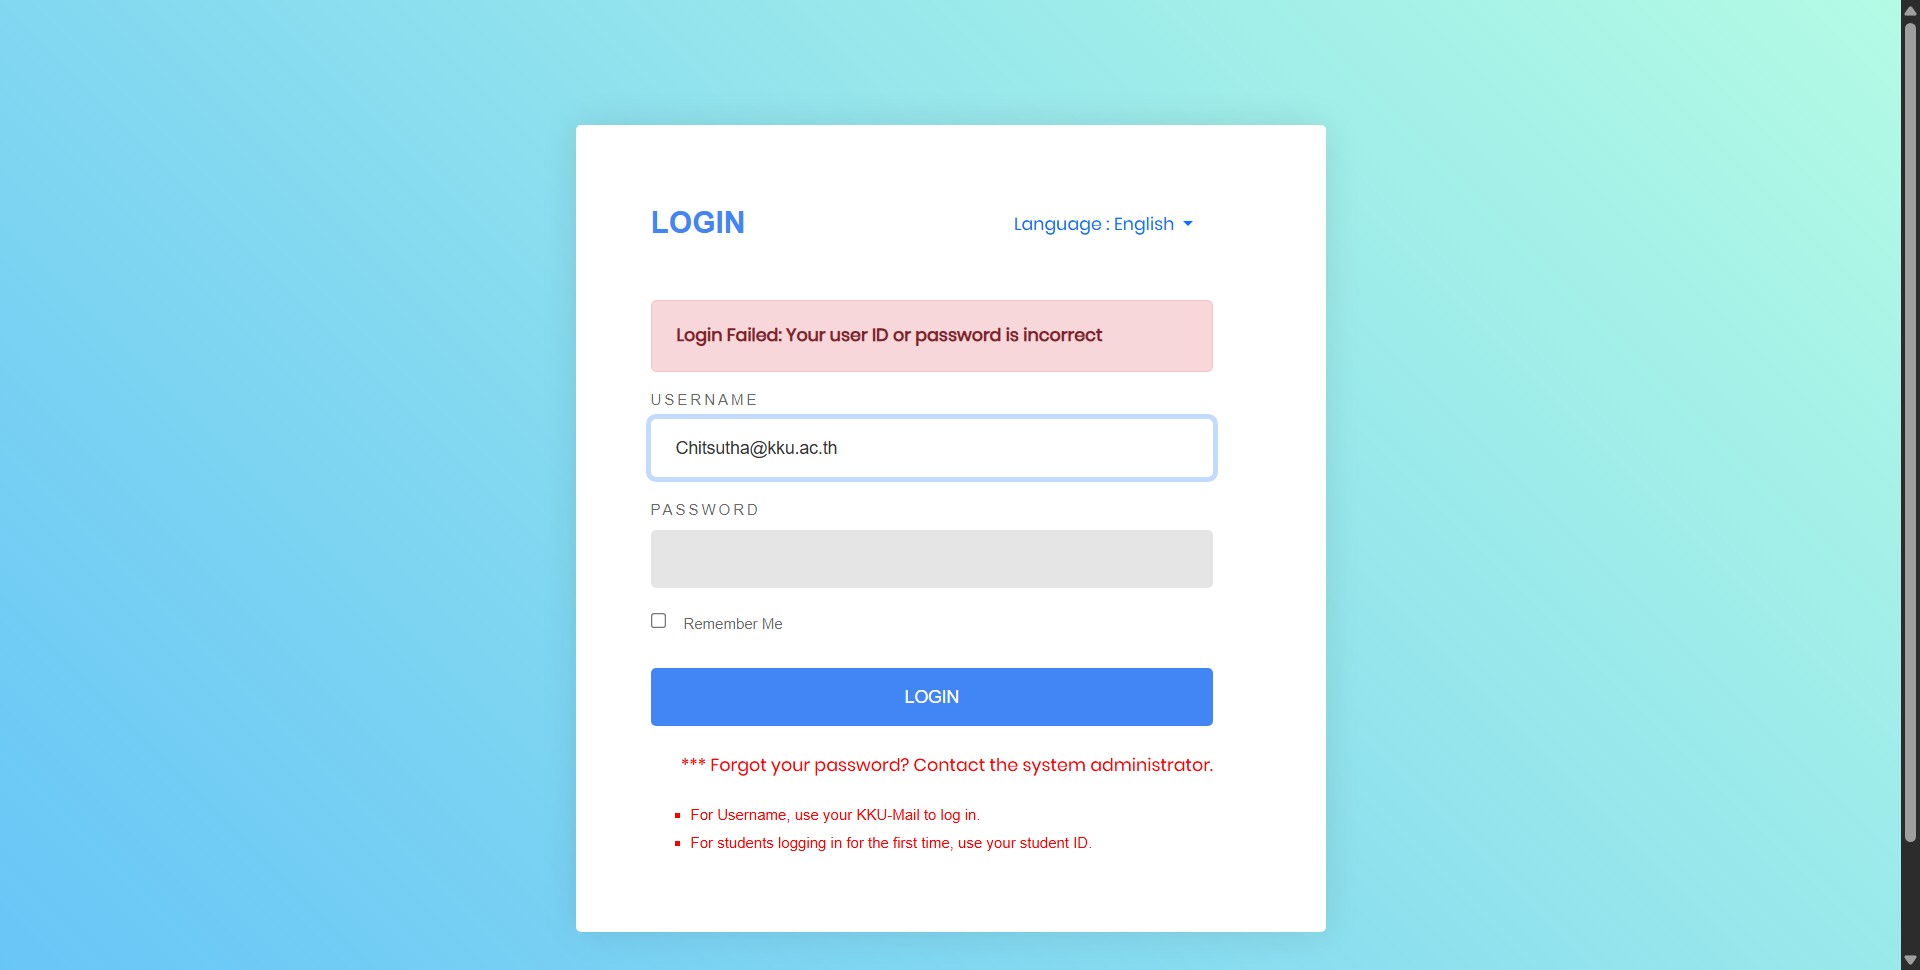 LOGIN
Language : English
Login Failed: Your user ID or password is incorrect
USERNAME
Chitsutha@kku.ac.th
PASSWORD
Remember Me
LOGIN
*** Forgot your password? Contact the system administrator.
For Username, use your KKU-Mail to log in.
For students logging in for the first time, use your student ID.